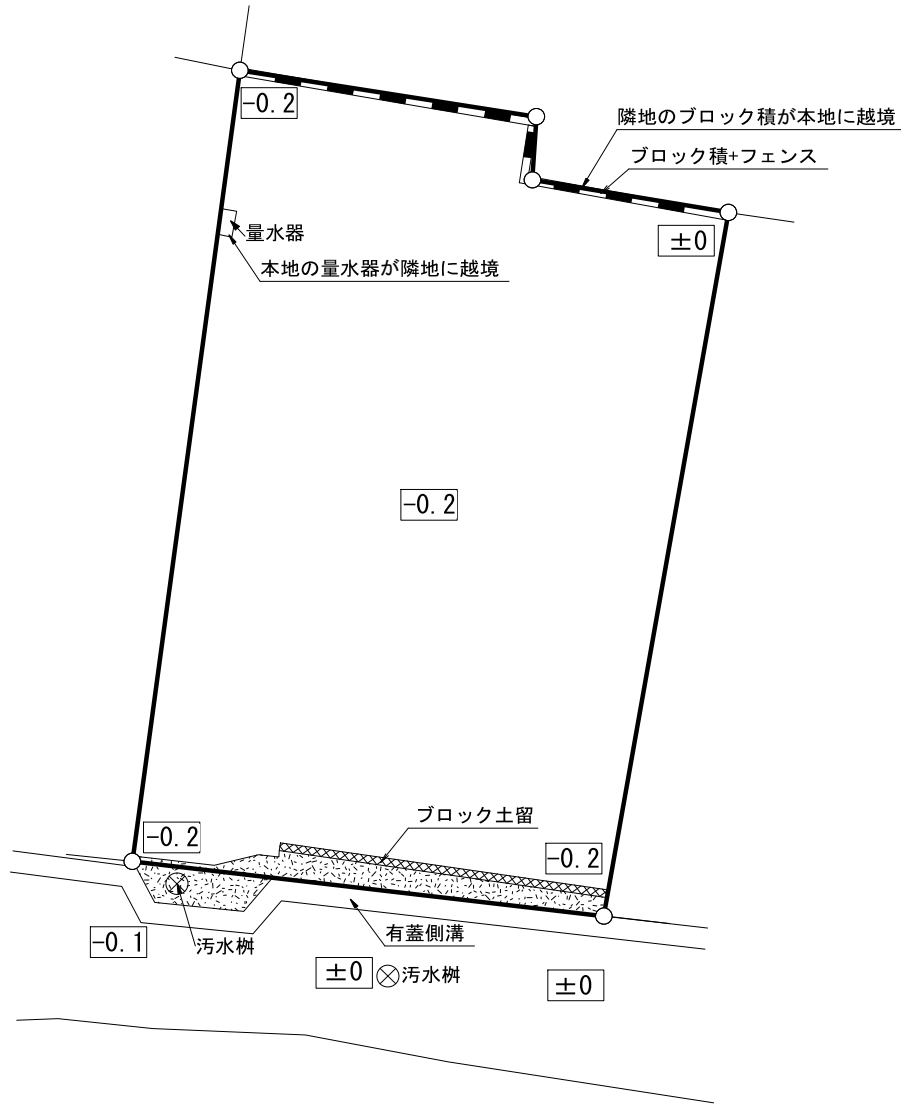 -0.2
隣地のブロック積が本地に越境
ブロック積+フェンス
±0
量水器
本地の量水器が隣地に越境
-0.2
ブロック土留
-0.2
-0.2
-0.1
汚水桝
有蓋側溝
±0
汚水桝
±0